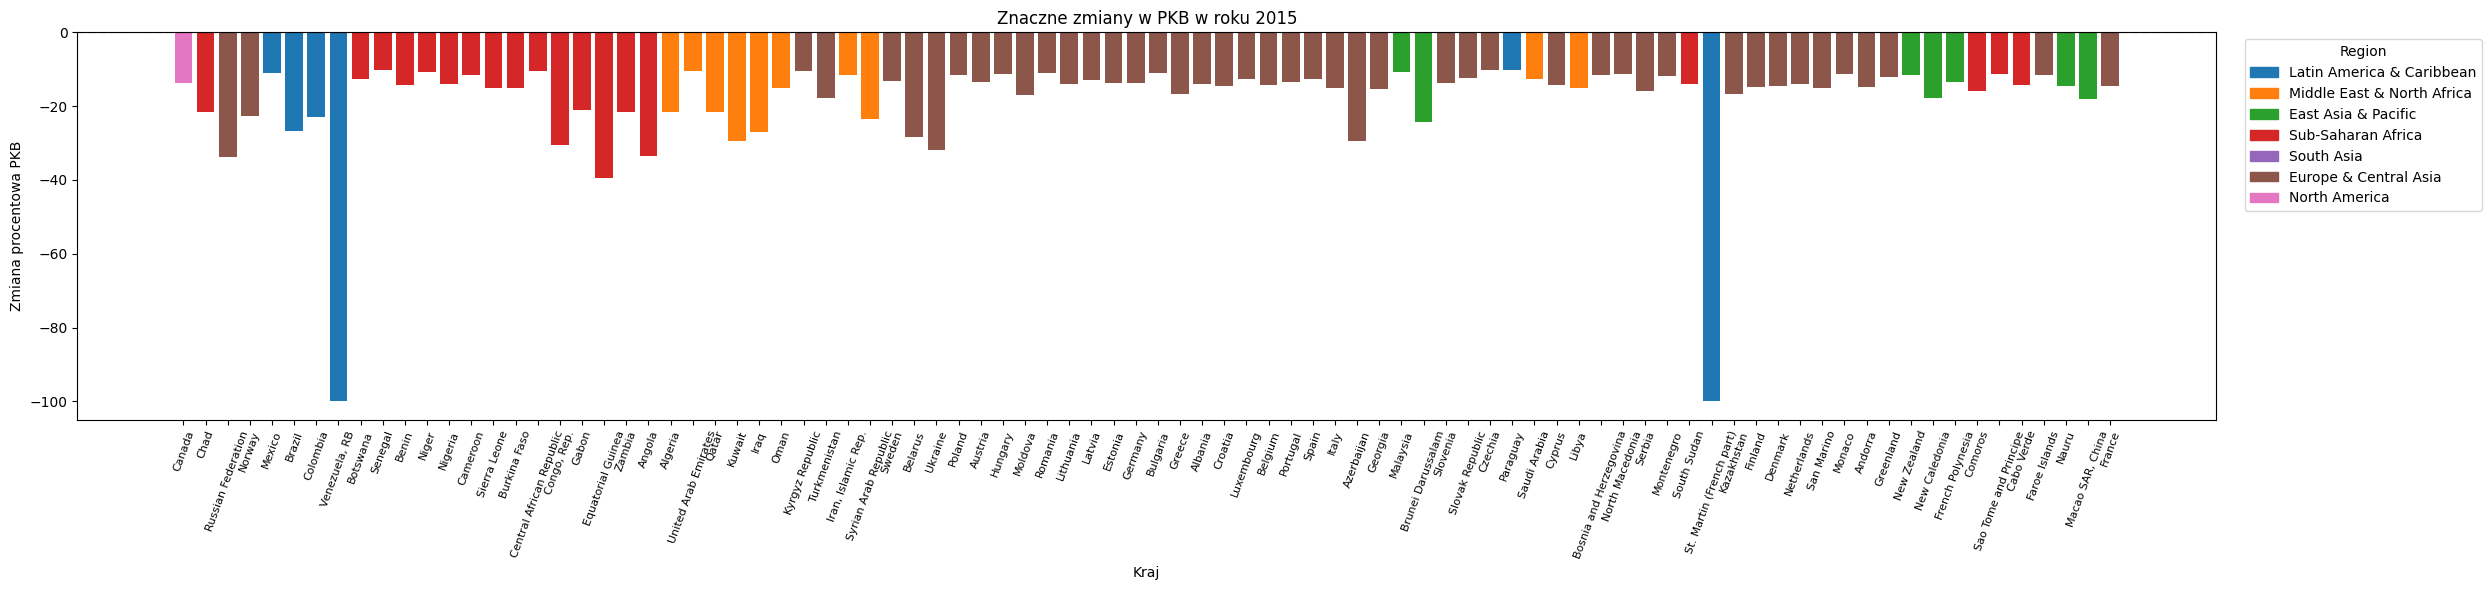 Znaczne zmiany w PKB w roku 2015
Zmiana procentowa PKB
0
−20
−40
−60
−80
−100
Canada
Chad
Russian Federation
Norway
Mexico
Brazil
Colombia
Venezuela, RB
Botswana
Senegal
Benin
Niger
Nigeria
Cameroon
Sierra Leone
Burkina Faso
Central African Republic
Congo, Rep.
Gabon
Equatorial Guinea
Zambia
Angola
Algeria
United Arab Emirates
Qatar
Kuwait
Iraq
Oman
Kyrgyz Republic
Turkmenistan
Iran, Islamic Rep.
Syrian Arab Republic
Sweden
Belarus
Ukraine
Poland
Austria
Hungary
Moldova
Romania
Lithuania
Latvia
Estonia
Germany
Bulgaria
Greece
Albania
Croatia
Luxembourg
Belgium
Portugal
Spain
Italy
Azerbaijan
Georgia
Malaysia
Brunei Darussalam
Slovenia
Slovak Republic
Czechia
Paraguay
Saudi Arabia
Cyprus
Libya
Bosnia and Herzegovina
North Macedonia
Serbia
Montenegro
South Sudan
St. Martin (French part)
Kazakhstan
Finland
Denmark
Netherlands
San Marino
Monaco
Andorra
Greenland
New Zealand
New Caledonia
French Polynesia
Comoros
Sao Tome and Principe
Cabo Verde
Faroe Islands
Nauru
Macao SAR, China
France
Kraj
Region
Latin America & Caribbean
Middle East & North Africa
East Asia & Pacific
Sub-Saharan Africa
South Asia
Europe & Central Asia
North America